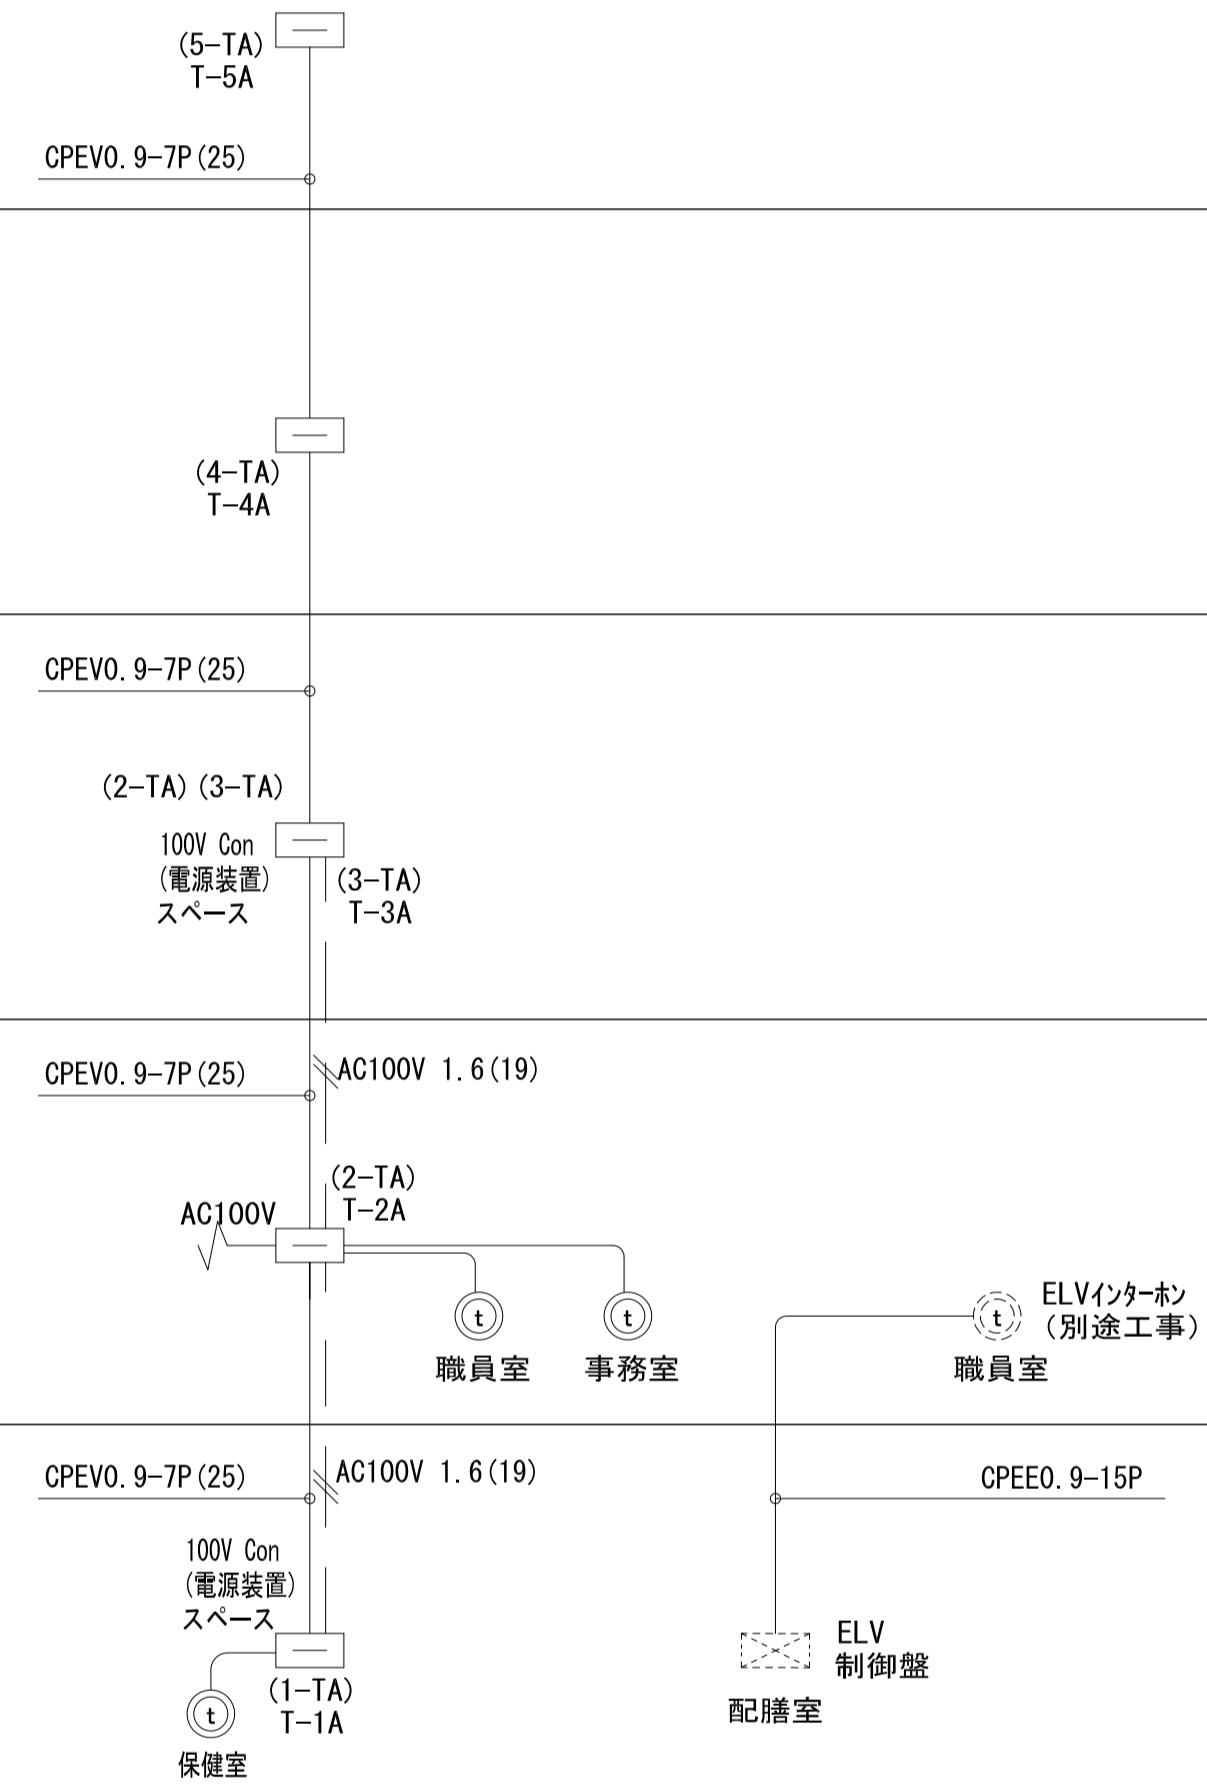 (5-TA)
T-5A
CPEV0.9-7P(25)
(4-TA)
T-4A
CPEV0.9-7P(25)
(2-TA)(3-TA)
100V Con
(電源装置)
スペース
(3-TA)
T-3A
CPEV0.9-7P(25)
AC100V 1.6(19)
(2-TA)
T-2A
AC100V
t
t
t
ELVインターホン
(別途工事)
職員室
事務室
職員室
CPEV0.9-7P(25)
AC100V 1.6(19)
CPEE0.9-15P
100V Con
(電源装置)
スペース
ELV
制御盤
(1-TA)
T-1A
t
配膳室
保健室